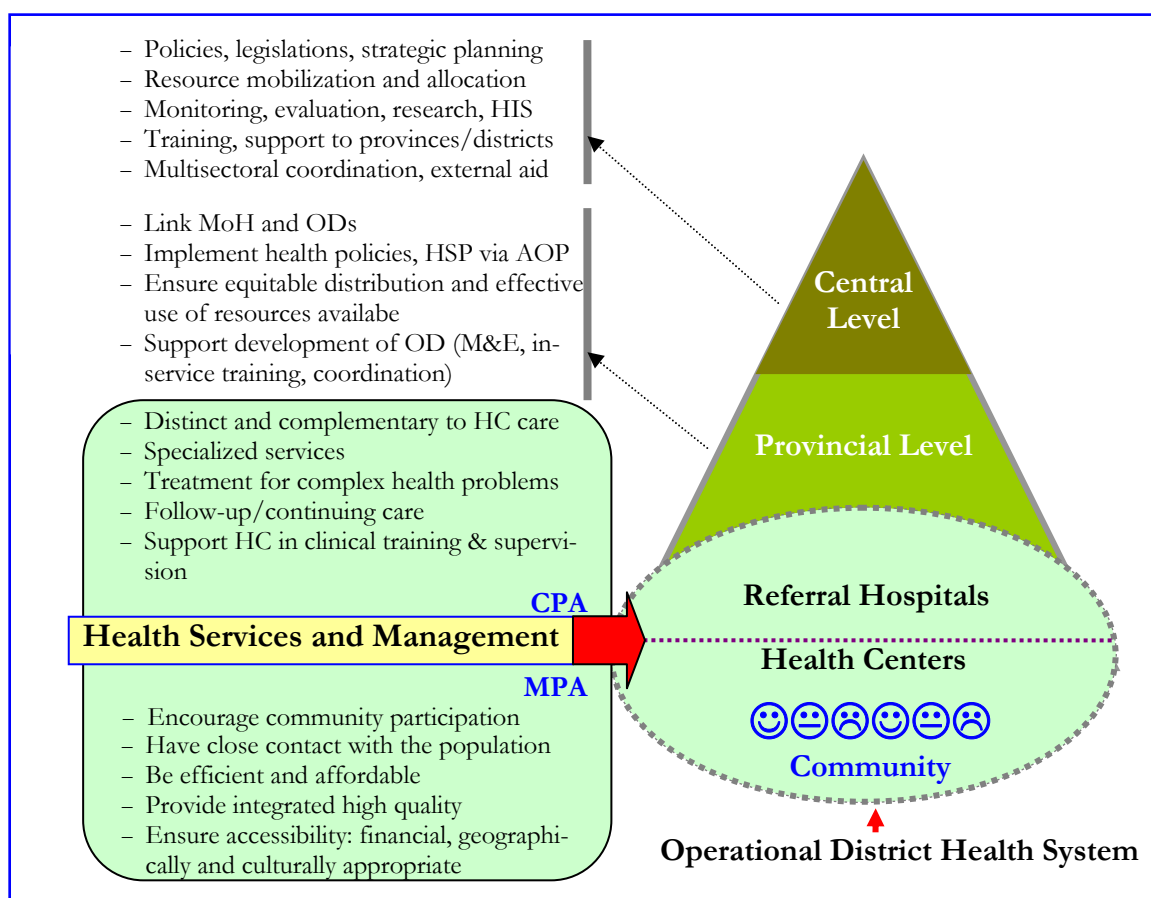 – Policies, legislations, strategic planning
– Resource mobilization and allocation
– Monitoring, evaluation, research, HIS
– Training, support to provinces/districts
– Multisectoral coordination, external aid
– Link MoH and ODs
– Implement health policies, HSP via AOP
– Ensure equitable distribution and effective
use of resources availabe
– Support development of OD (M&E, in-
service training, coordination)
– Distinct and complementary to HC care
– Specialized services
– Treatment for complex health problems
– Follow-up/continuing care
– Support HC in clinical training & supervi-
sion
CPA
Health Services and Management
MPA
– Encourage community participation
– Have close contact with the population
– Be efficient and affordable
– Provide integrated high quality
– Ensure accessibility: financial, geographi-
cally and culturally appropriate
Central
Level
Provincial Level
Referral Hospitals
Health Centers
Community
Operational District Health System